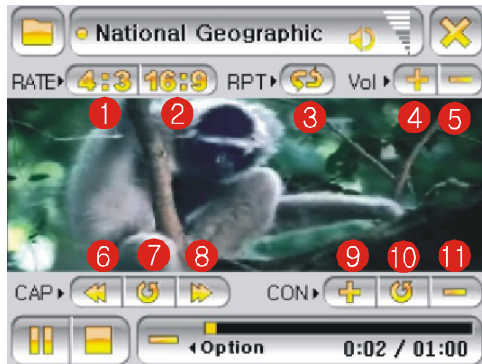 National Geographic
RATE 4:3 16:9 RPT Vol + −
1 2 3 4 5
6 7 8 9 10 11
CAP CON + −
− Option 0:02 / 01:00